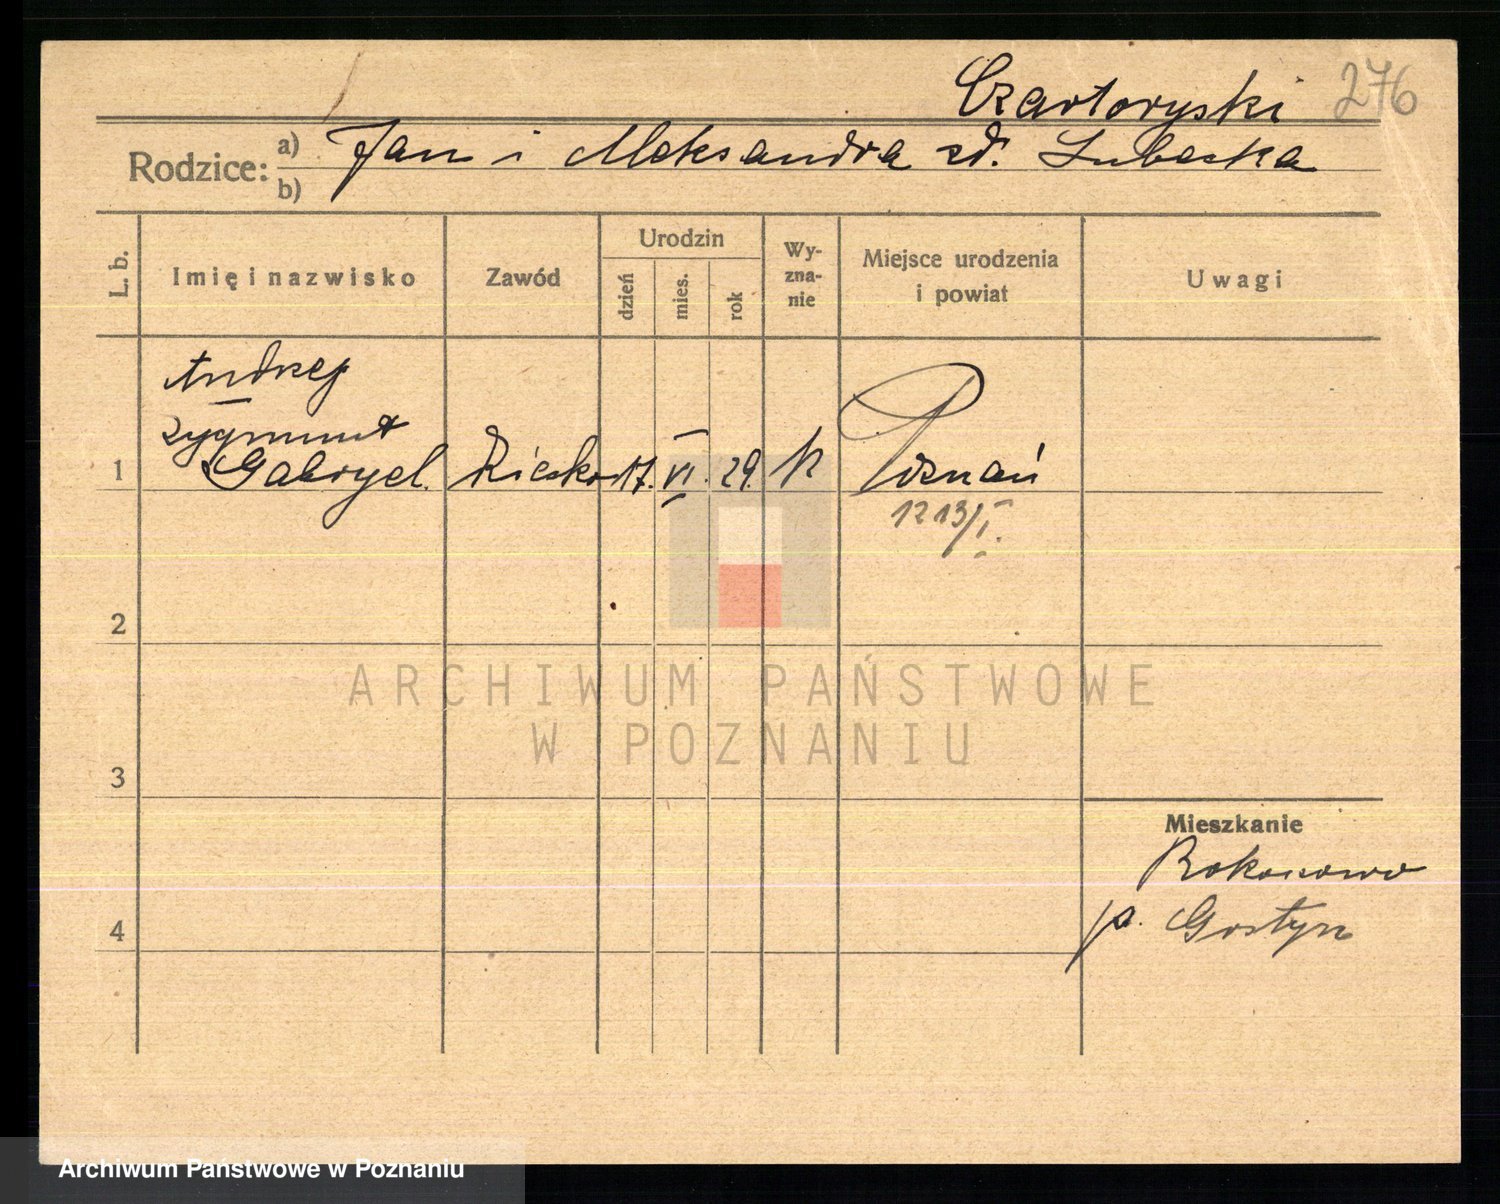 Czartoryski 276
Rodzice: a) Jan i Aleksandra zd. Lubecka
b)
L. b.
Imię i nazwisko
Zawód
Urodzin
dzień
mies.
rok
Wy-
zna-
nie
Miejsce urodzenia
i powiat
Uwagi
Andrzej
Zygmunt
1 Gabryel. 17. VI. 29. Poznań
1213/I.
2
ARCHIWUM PAŃSTWOWE
W POZNANIU
3
Mieszkanie
Rokosowo
4 p. Gostyn
Archiwum Państwowe w Poznaniu